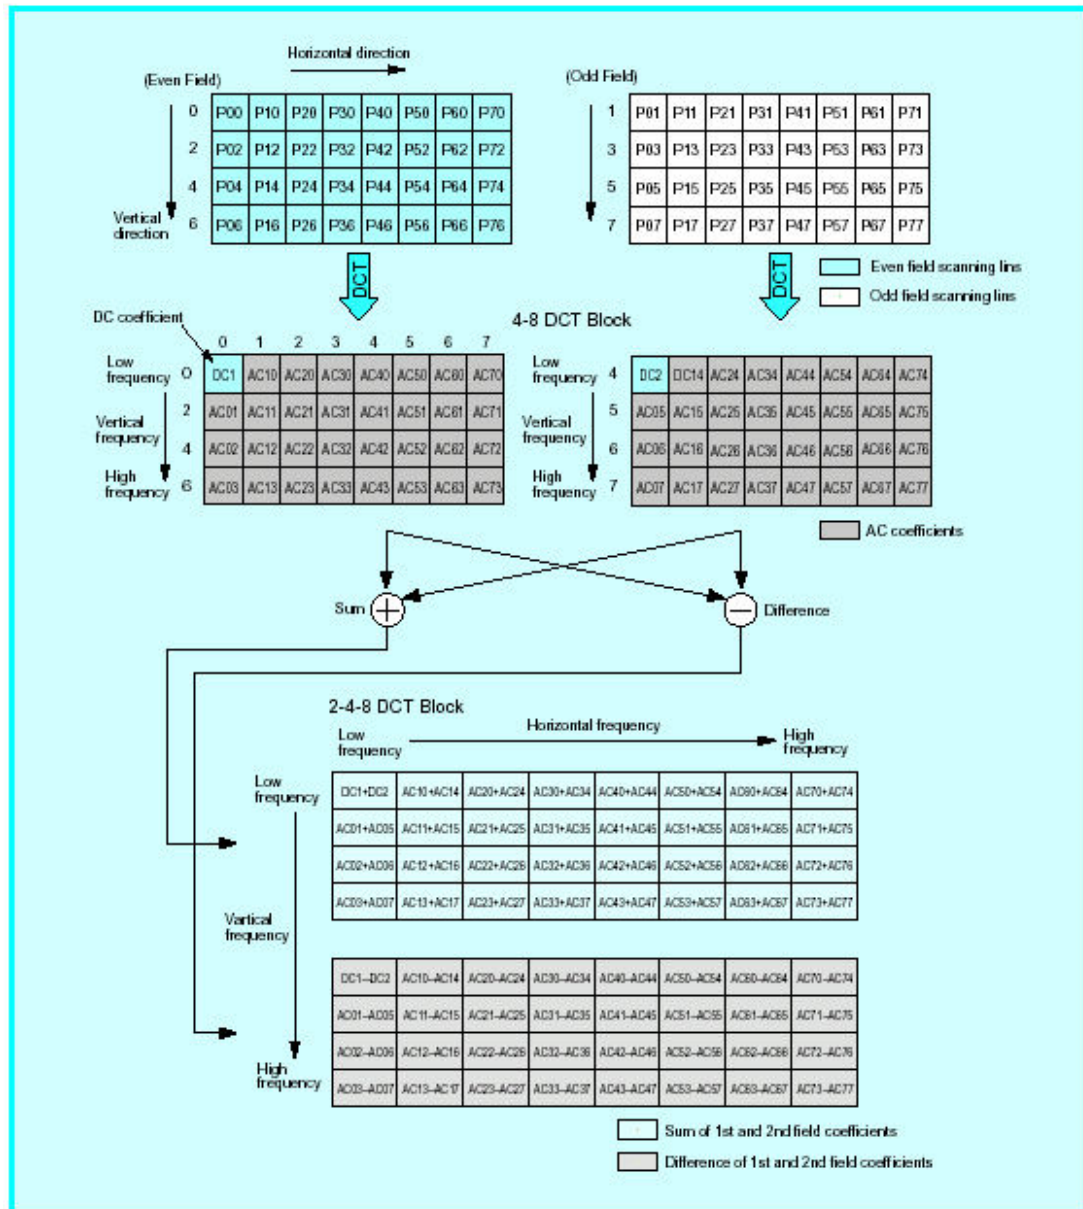 Horizontal direction
(Even Field)
(Odd Field)
0 P00 P10 P20 P30 P40 P50 P60 P70
2 P02 P12 P22 P32 P42 P52 P62 P72
4 P04 P14 P24 P34 P44 P54 P64 P74
6 P06 P16 P26 P36 P46 P56 P66 P76
Vertical
direction
1 P01 P11 P21 P31 P41 P51 P61 P71
3 P03 P13 P23 P33 P43 P53 P63 P73
5 P05 P15 P25 P35 P45 P55 P65 P75
7 P07 P17 P27 P37 P47 P57 P67 P77
DCT
DCT
Even field scanning lins
Odd field scanning lins
DC coefficient
4-8 DCT Block
0 1 2 3 4 5 6 7
Low
frequency
Vertical
frequency
High
frequency
0 DC1 AC10 AC20 AC30 AC40 AC50 AC60 AC70
2 AC01 AC11 AC21 AC31 AC41 AC51 AC61 AC71
4 AC02 AC12 AC22 AC32 AC42 AC52 AC62 AC72
6 AC03 AC13 AC23 AC33 AC43 AC53 AC63 AC73
Low
frequency
Vertical
frequency
High
frequency
4 DC2 DC14 AC24 AC34 AC44 AC54 AC64 AC74
5 AC05 AC15 AC25 AC35 AC45 AC55 AC65 AC75
6 AC06 AC16 AC26 AC36 AC46 AC56 AC66 AC76
7 AC07 AC17 AC27 AC37 AC47 AC57 AC67 AC77
AC coefficients
Sum
Difference
2-4-8 DCT Block
Low
frequency
Horizontal frequency
High
frequency
Low
frequency
Vartical
frequency
High
frequency
DC1+DC2 AC10+AC14 AC20+AC24 AC30+AC34 AC40+AC44 AC50+AC54 AC60+AC64 AC70+AC74
AC01+AC05 AC11+AC15 AC21+AC25 AC31+AC35 AC41+AC45 AC51+AC55 AC61+AC65 AC71+AC75
AC02+AC06 AC12+AC16 AC22+AC26 AC32+AC36 AC42+AC46 AC52+AC56 AC62+AC66 AC72+AC76
AC03+AC07 AC13+AC17 AC23+AC27 AC33+AC37 AC43+AC47 AC53+AC57 AC63+AC67 AC73+AC77
DC1–DC2 AC10–AC14 AC20–AC24 AC30–AC34 AC40–AC44 AC50–AC54 AC60–AC64 AC70–AC74
AC01–AC05 AC11–AC15 AC21–AC25 AC31–AC35 AC41–AC45 AC51–AC55 AC61–AC65 AC71–AC75
AC02–AC06 AC12–AC16 AC22–AC26 AC32–AC36 AC42–AC46 AC52–AC56 AC62–AC66 AC72–AC76
AC03–AC07 AC13–AC17 AC23–AC27 AC33–AC37 AC43–AC47 AC53–AC57 AC63–AC67 AC73–AC77
Sum of 1st and 2nd field coefficients
Difference of 1st and 2nd field coefficients